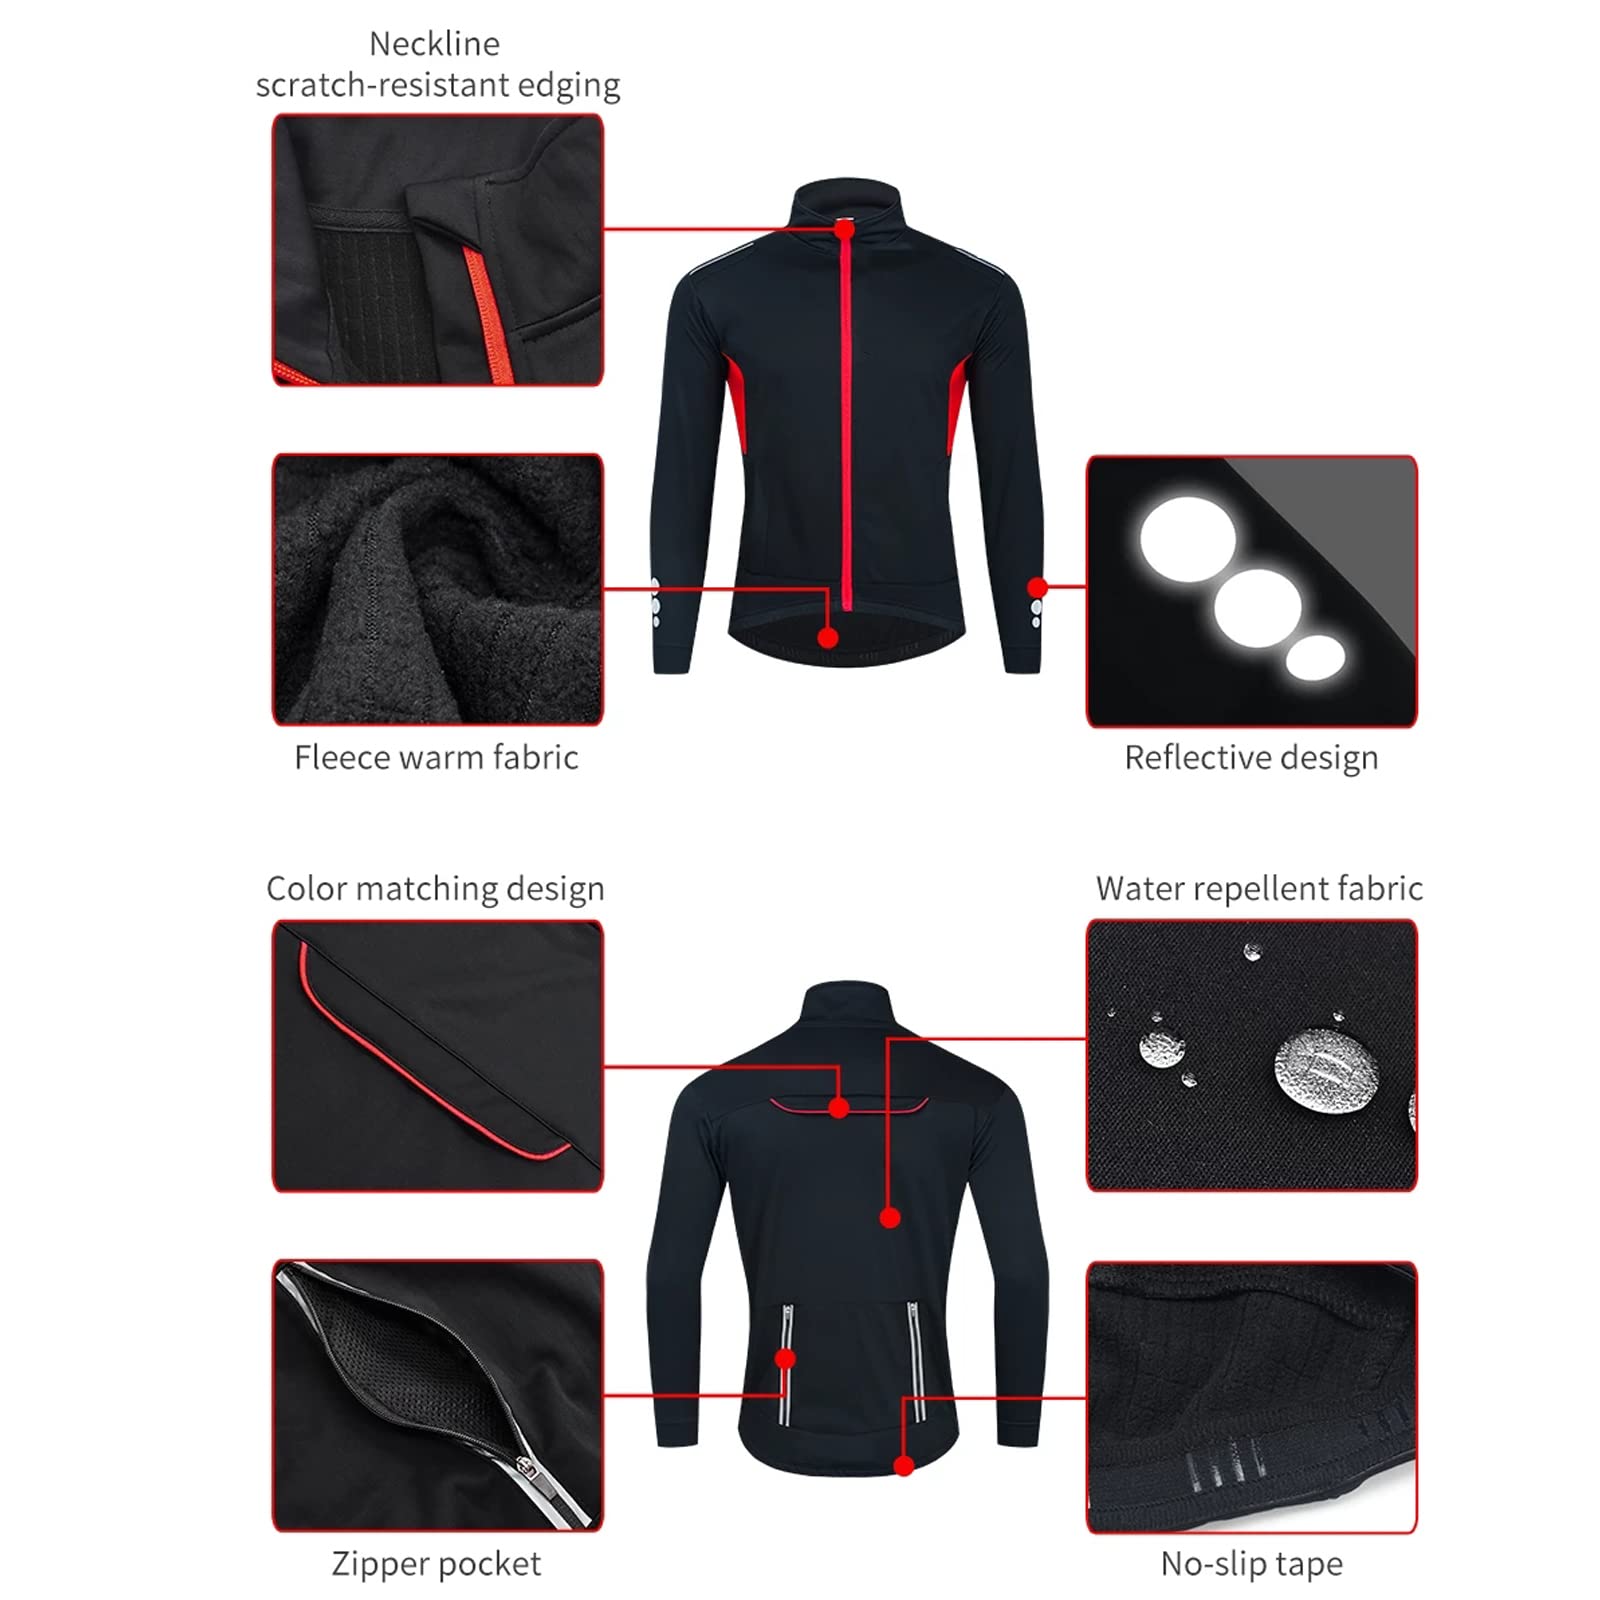 Neckline
scratch-resistant edging
Fleece warm fabric
Reflective design
Color matching design
Water repellent fabric
Zipper pocket
No-slip tape